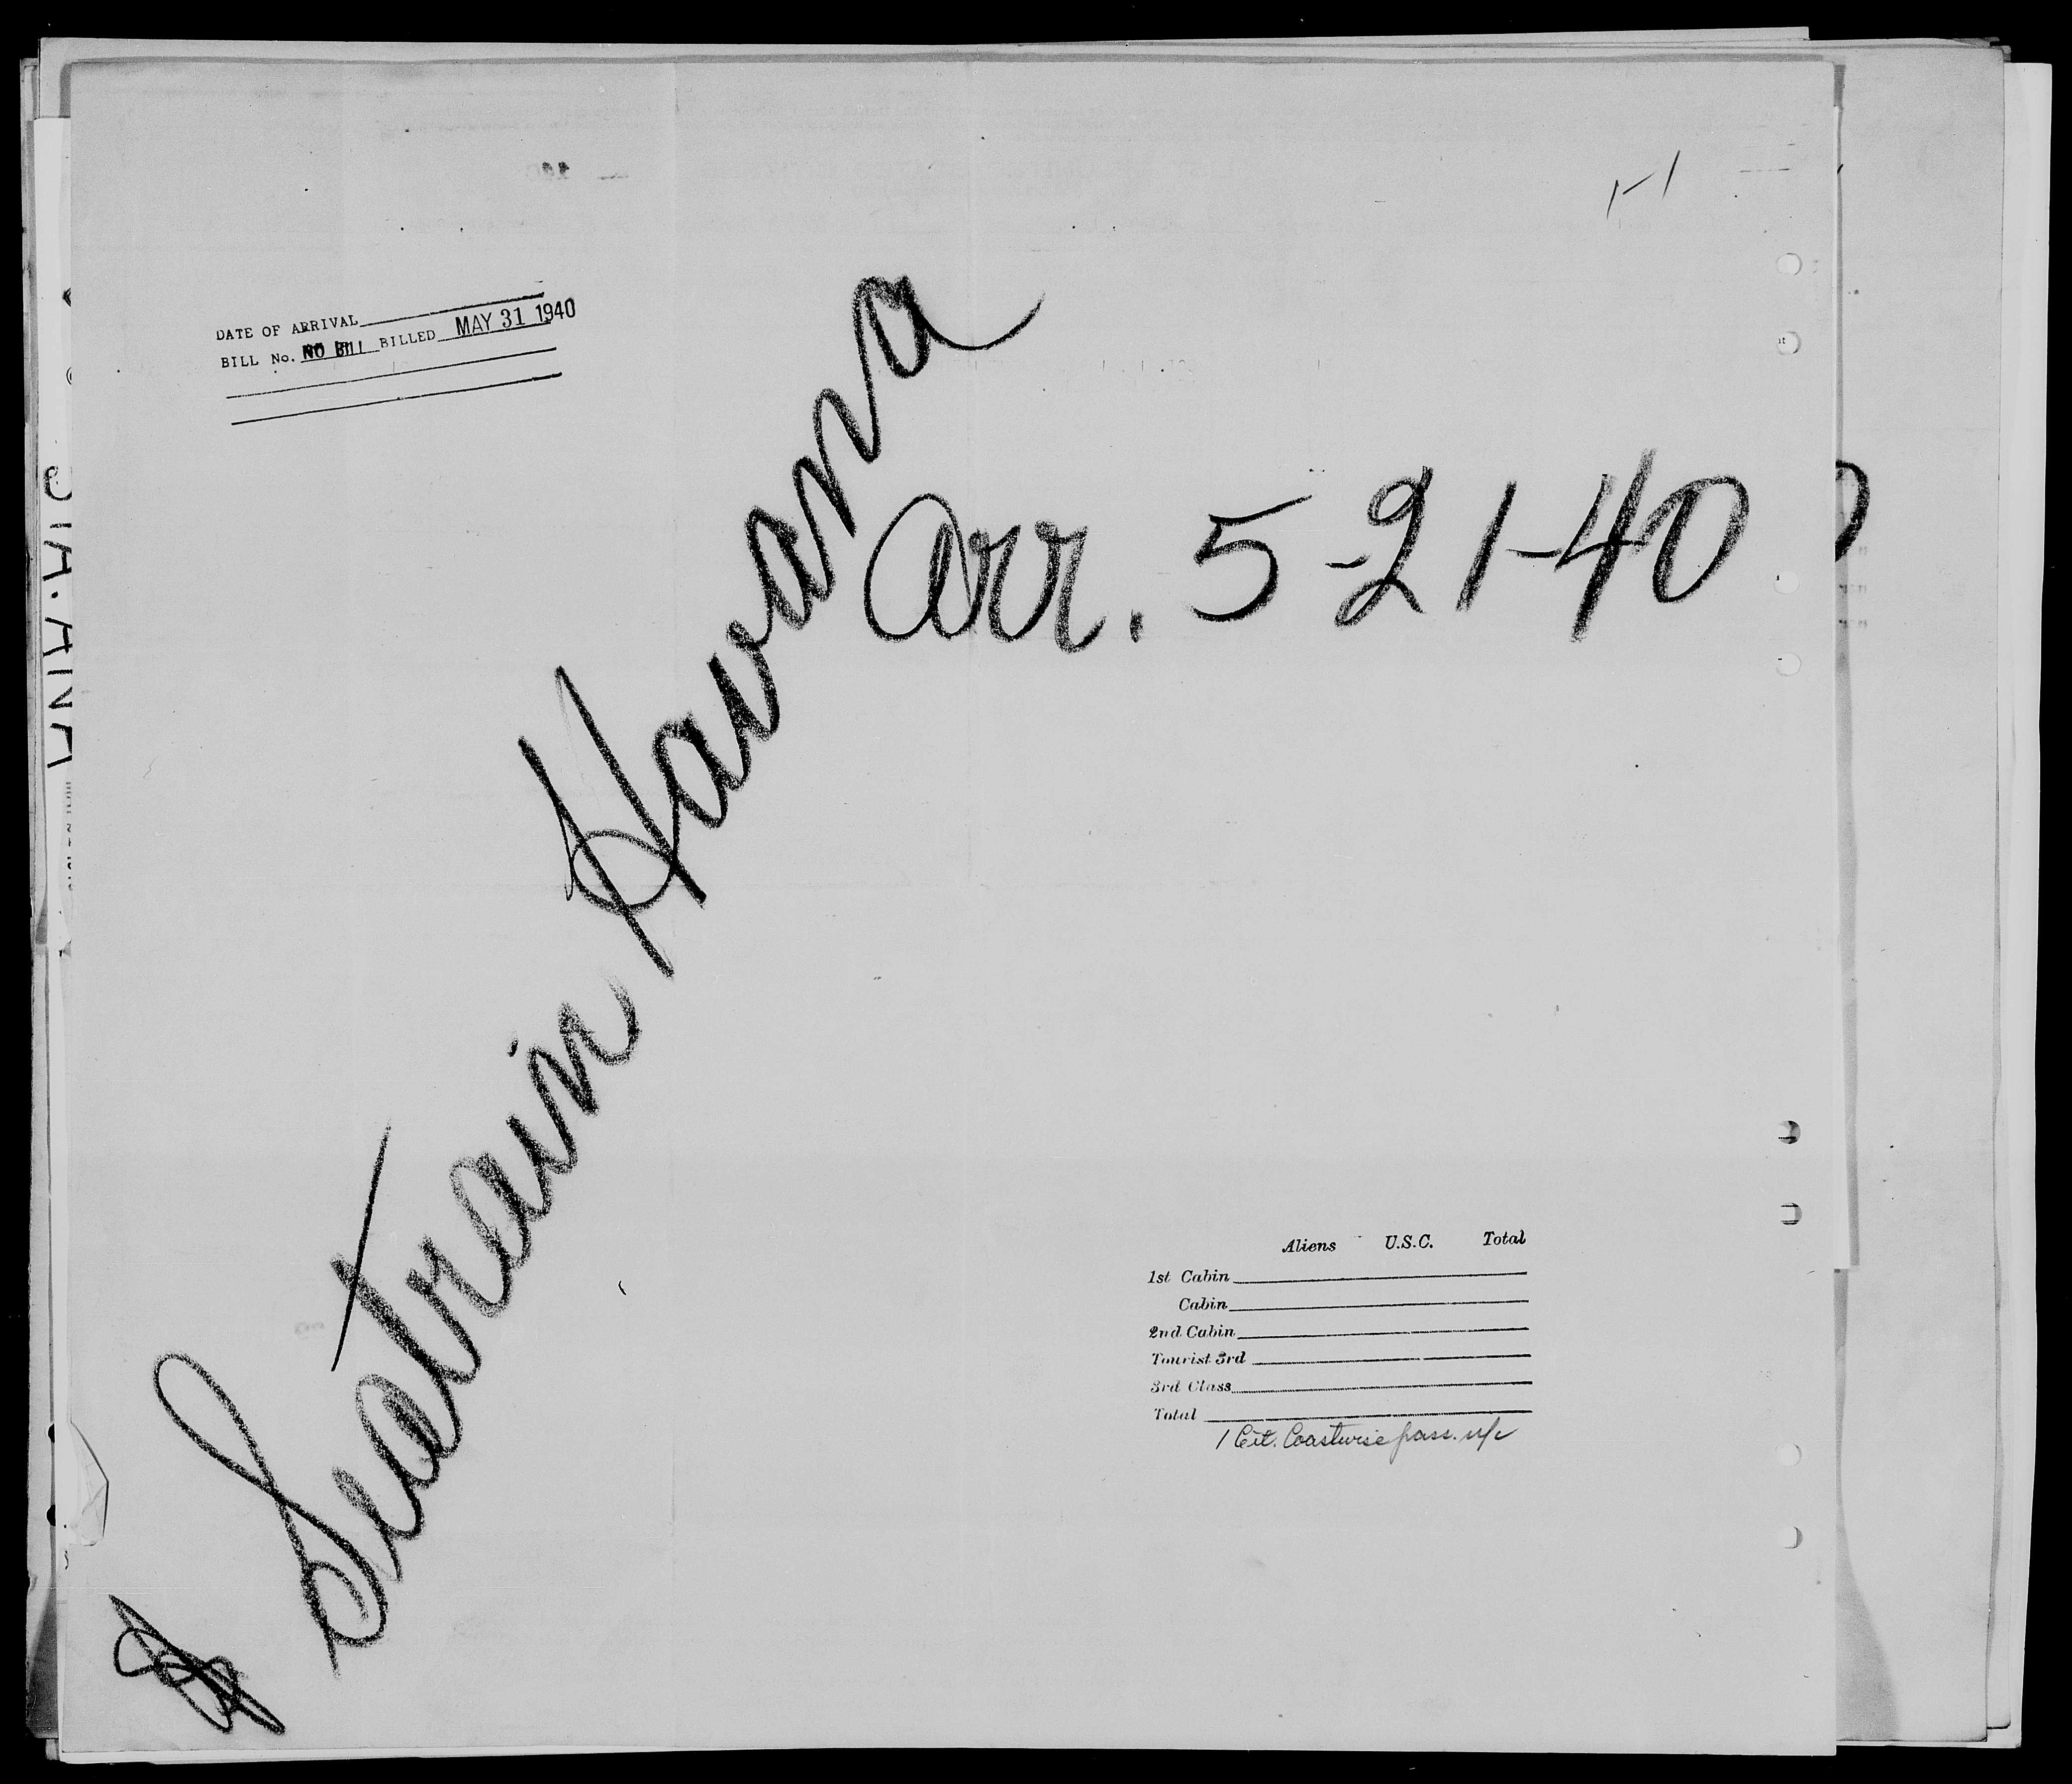 DATE OF ARRIVAL
BILL No. NO BILL BILLED MAY 31 1940
Seatrain Havana
Arr. 5-21-40
Aliens U.S.C. Total
1st Cabin
Cabin
2nd Cabin
Tourist 3rd
3rd Class
Total
1 Cit. Coastwise pass. n/c